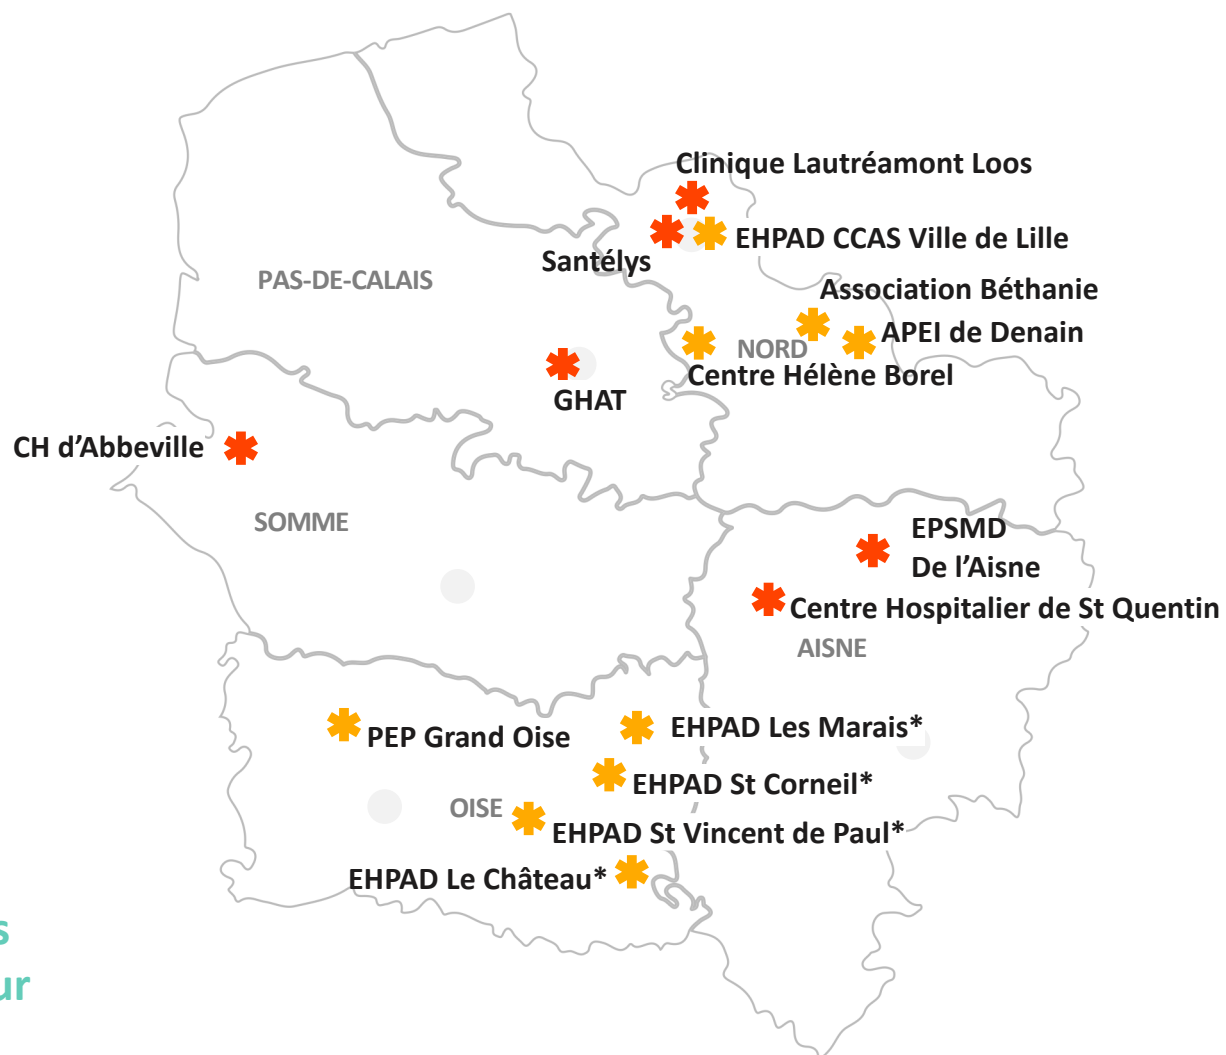 Clinique Lautréamont Loos
Santélys
EHPAD CCAS Ville de Lille
PAS-DE-CALAIS
Association Béthanie
APEI de Denain
NORD
Centre Hélène Borel
GHAT
CH d’Abbeville
SOMME
EPSMD
De l’Aisne
Centre Hospitalier de St Quentin
AISNE
PEP Grand Oise
EHPAD Les Marais*
EHPAD St Corneil*
OISE
EHPAD St Vincent de Paul*
EHPAD Le Château*
s
ur